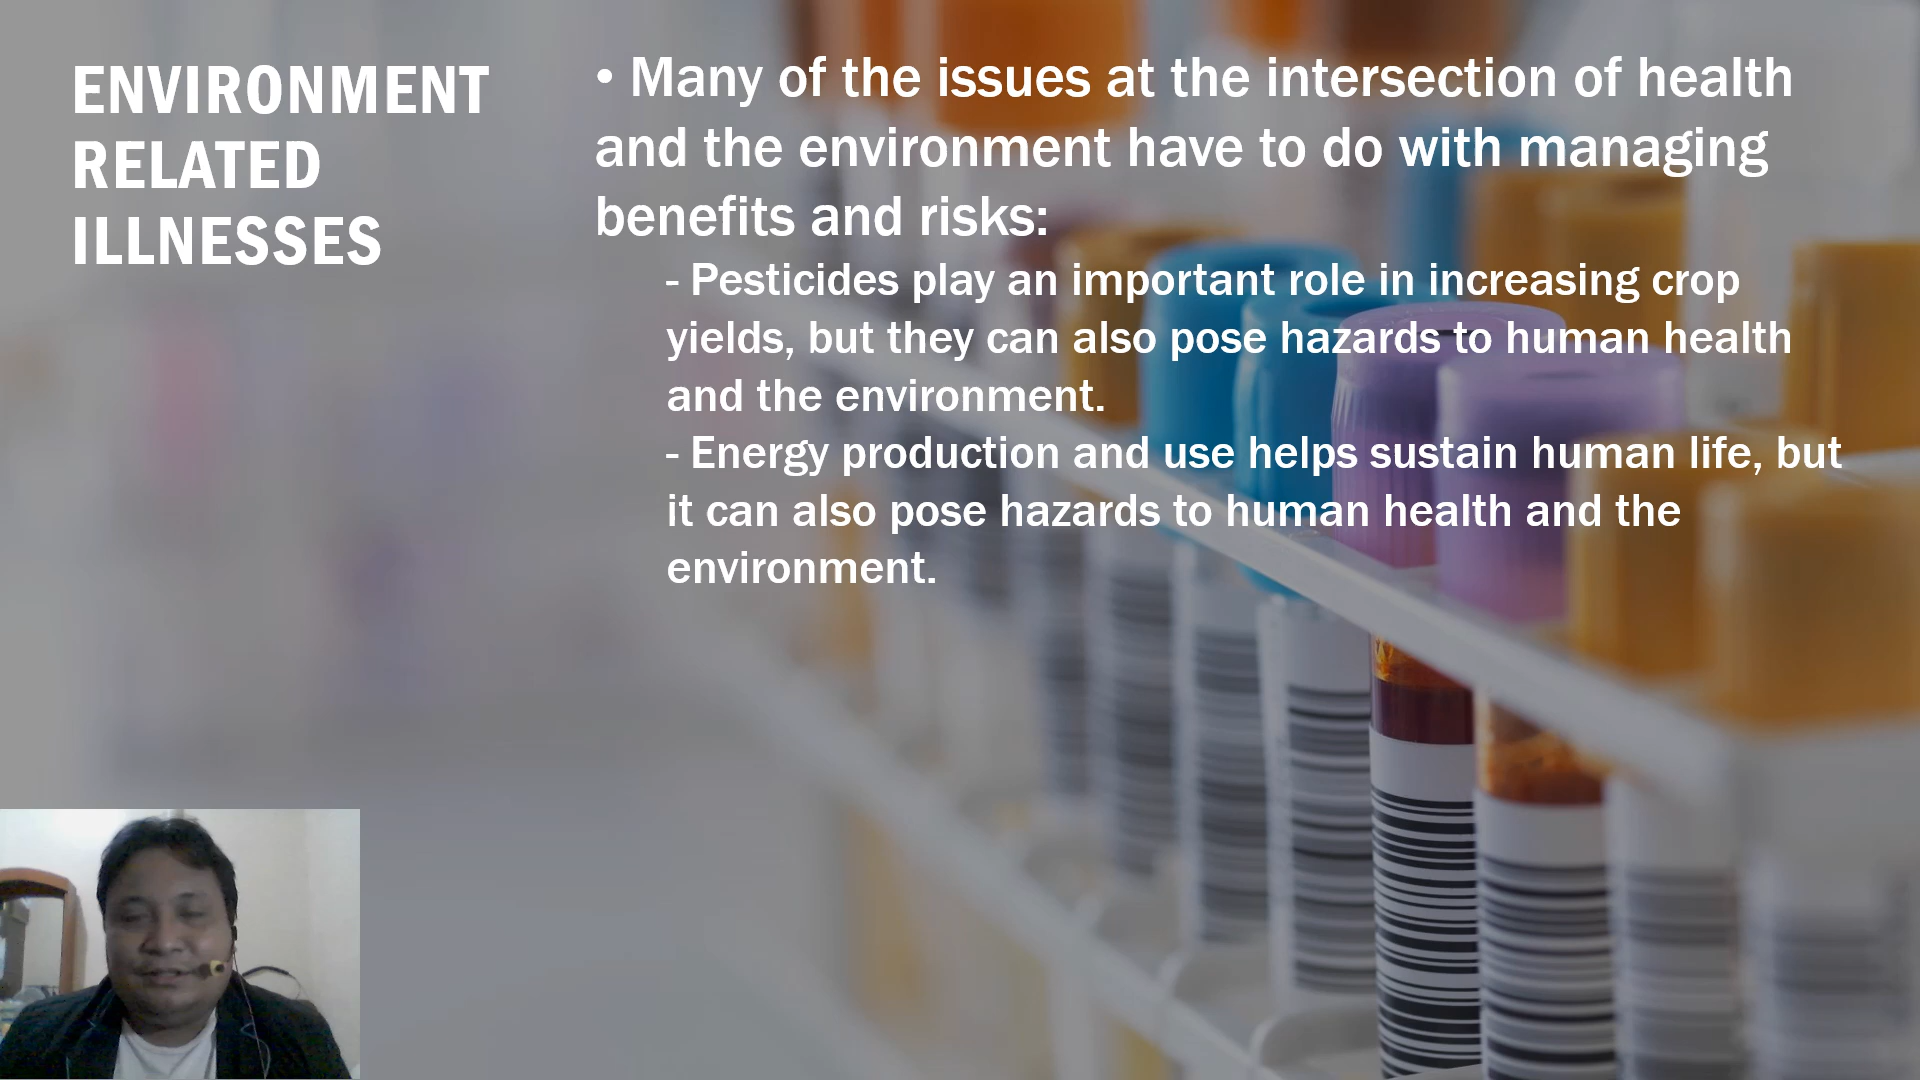 ENVIRONMENT
RELATED
ILLNESSES
• Many of the issues at the intersection of health
and the environment have to do with managing
benefits and risks:
- Pesticides play an important role in increasing crop
yields, but they can also pose hazards to human health
and the environment.
- Energy production and use helps sustain human life, but
it can also pose hazards to human health and the
environment.